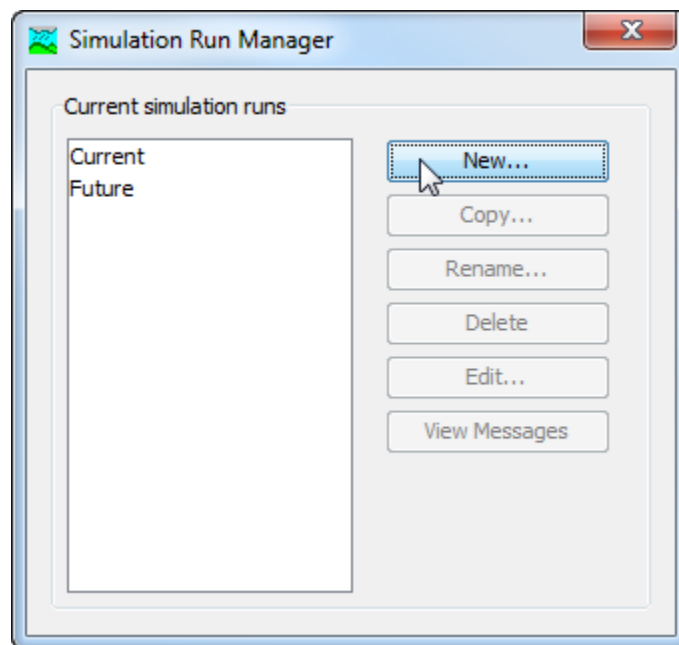 Simulation Run Manager
Current simulation runs
Current
Future
New...
Copy...
Rename...
Delete
Edit...
View Messages